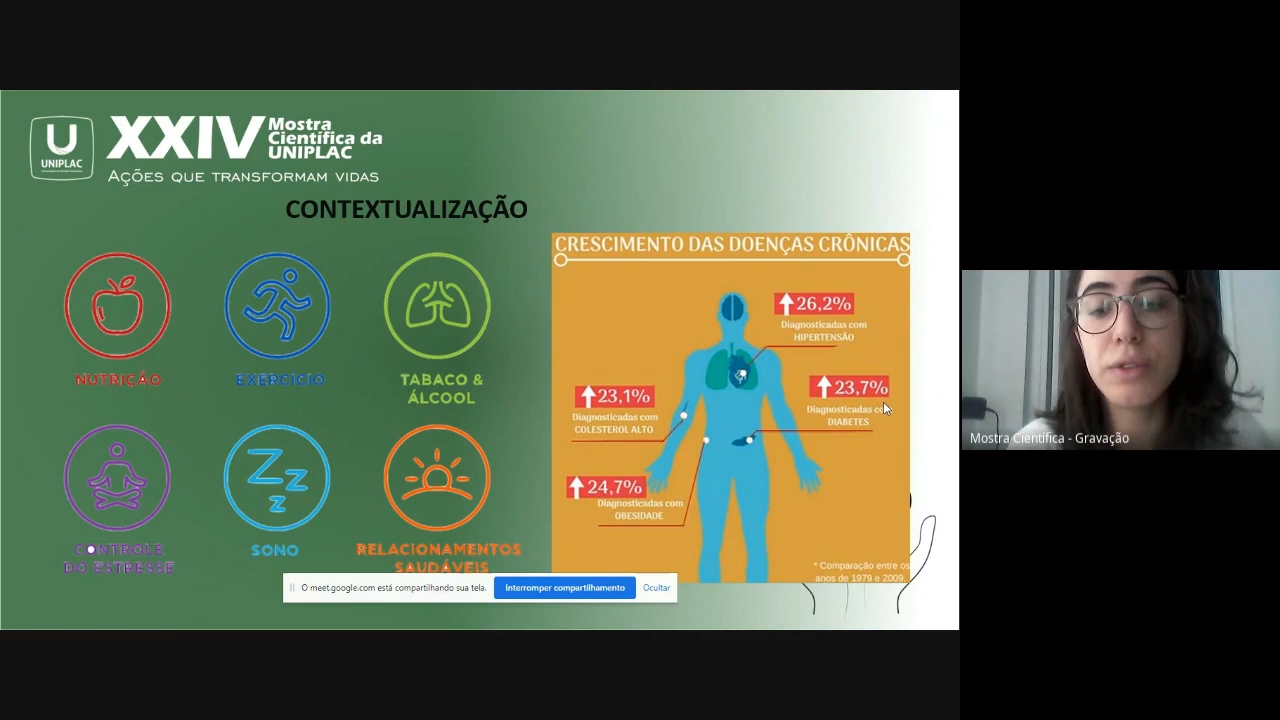 U
UNIPLAC
XXIV Mostra
Científica da
UNIPLAC
AÇÕES QUE TRANSFORMAM VIDAS
CONTEXTUALIZAÇÃO
NUTRIÇÃO
EXERCÍCIO
TABACO &
ÁLCOOL
CONTROLE
DO ESTRESSE
Zzz
SONO
RELACIONAMENTOS
SAUDÁVEIS
CRESCIMENTO DAS DOENÇAS CRÔNICAS
26,2%
Diagnosticadas com
HIPERTENSÃO
23,1%
Diagnosticadas com
COLESTEROL ALTO
23,7%
Diagnosticadas com
DIABETES
24,7%
Diagnosticadas com
OBESIDADE
* Comparação entre os
anos de 1979 e 2009.
O meet.google.com está compartilhando sua tela.
Interromper compartilhamento
Ocultar
Mostra Científica - Gravação